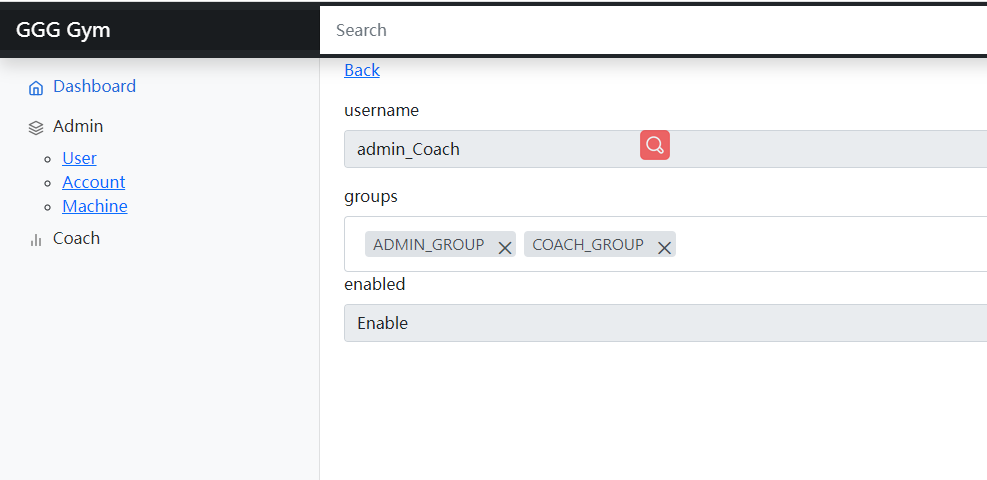 GGG Gym
Search
Dashboard
Admin
User
Account
Machine
Coach
Back
username
admin_Coach
groups
ADMIN_GROUP COACH_GROUP
enabled
Enable